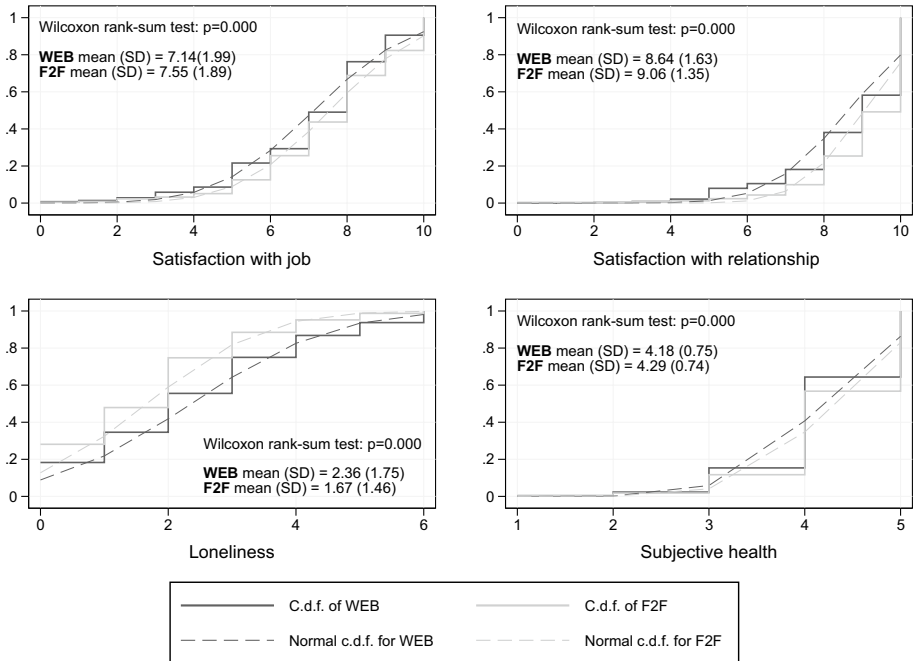 Wilcoxon rank-sum test: p=0.000
WEB mean (SD) = 7.14(1.99)
F2F mean (SD) = 7.55 (1.89)
1
.8
.6
.4
.2
0
0 2 4 6 8 10
Satisfaction with job
Wilcoxon rank-sum test: p=0.000
WEB mean (SD) = 8.64 (1.63)
F2F mean (SD) = 9.06 (1.35)
1
.8
.6
.4
.2
0
0 2 4 6 8 10
Satisfaction with relationship
1
.8
.6
.4
.2
0
Wilcoxon rank-sum test: p=0.000
WEB mean (SD) = 2.36 (1.75)
F2F mean (SD) = 1.67 (1.46)
0 2 4 6
Loneliness
Wilcoxon rank-sum test: p=0.000
WEB mean (SD) = 4.18 (0.75)
F2F mean (SD) = 4.29 (0.74)
1
.8
.6
.4
.2
0
1 2 3 4 5
Subjective health
C.d.f. of WEB C.d.f. of F2F
Normal c.d.f. for WEB Normal c.d.f. for F2F